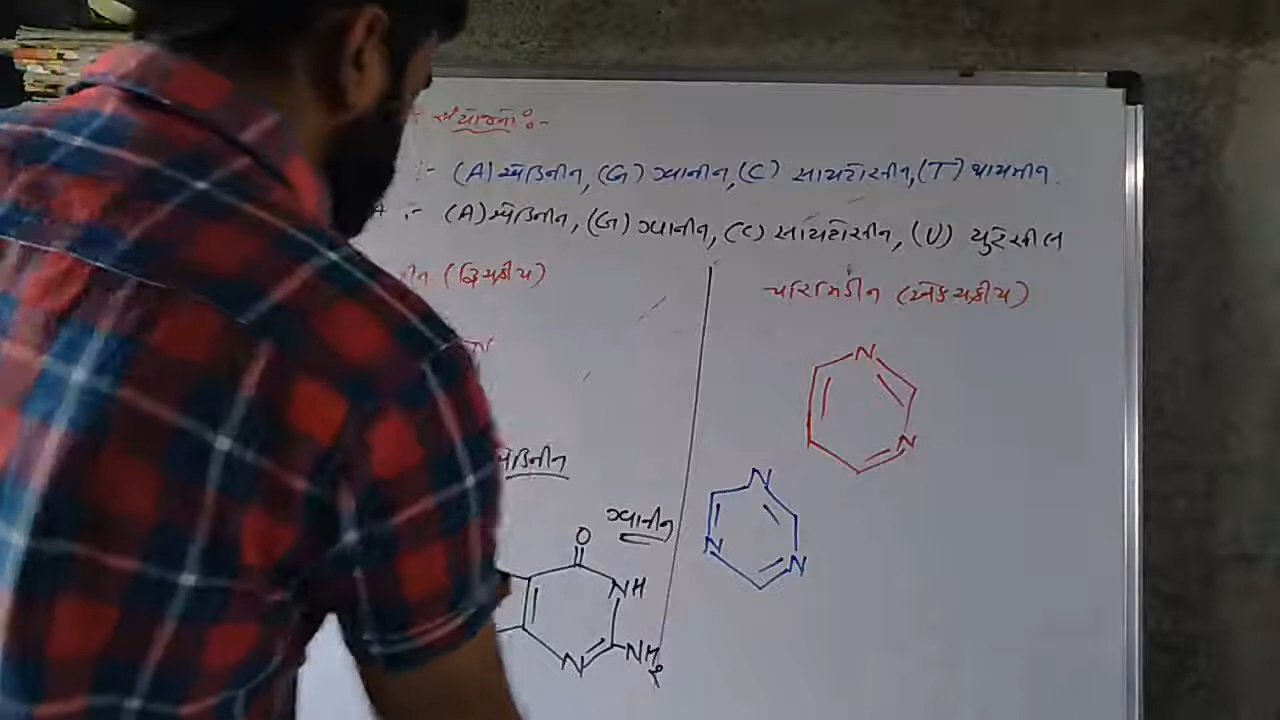 સંયોજનો :-
:- (A) એડિનીન, (G) ગ્વાનીન, (C) સાયટોસીન, (T) થાયમીન
:- (A) એડિનીન, (G) ગ્વાનીન, (C) સાયટોસીન, (U) યુરેસીલ
(દ્વિચક્રીય)
પીરિમિડીન (એકચક્રીય)
N
N
N
એડિનીન
N
ગ્વાનીન
O
N
N
NH
NH2
N